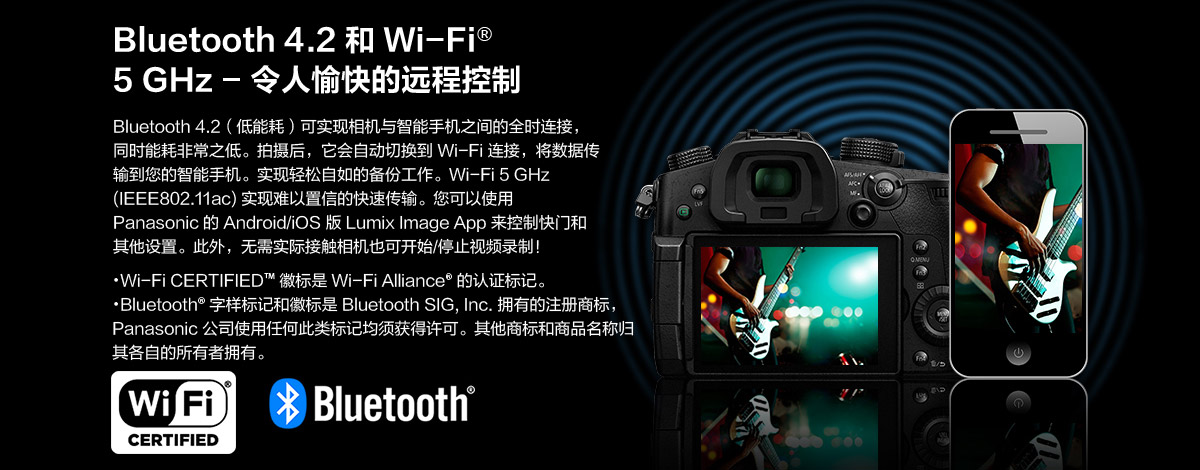 Bluetooth 4.2 和 Wi-Fi®
5 GHz - 令人愉快的远程控制
Bluetooth 4.2（低能耗）可实现相机与智能手机之间的全时连接，
同时能耗非常之低。拍摄后，它会自动切换到 Wi-Fi 连接，将数据传
输到您的智能手机。实现轻松自如的备份工作。Wi-Fi 5 GHz
(IEEE802.11ac) 实现难以置信的快速传输。您可以使用
Panasonic 的 Android/iOS 版 Lumix Image App 来控制快门和
其他设置。此外，无需实际接触相机也可开始/停止视频录制！
•Wi-Fi CERTIFIED™ 徽标是 Wi-Fi Alliance® 的认证标记。
•Bluetooth® 字样标记和徽标是 Bluetooth SIG, Inc. 拥有的注册商标，
Panasonic 公司使用任何此类标记均须获得许可。其他商标和商品名称归
其各自的所有者拥有。
Wi Fi®
CERTIFIED
Bluetooth®
AFS/AFF
AFC
MF
LOCK
Fn5
LVF
Q.MENU